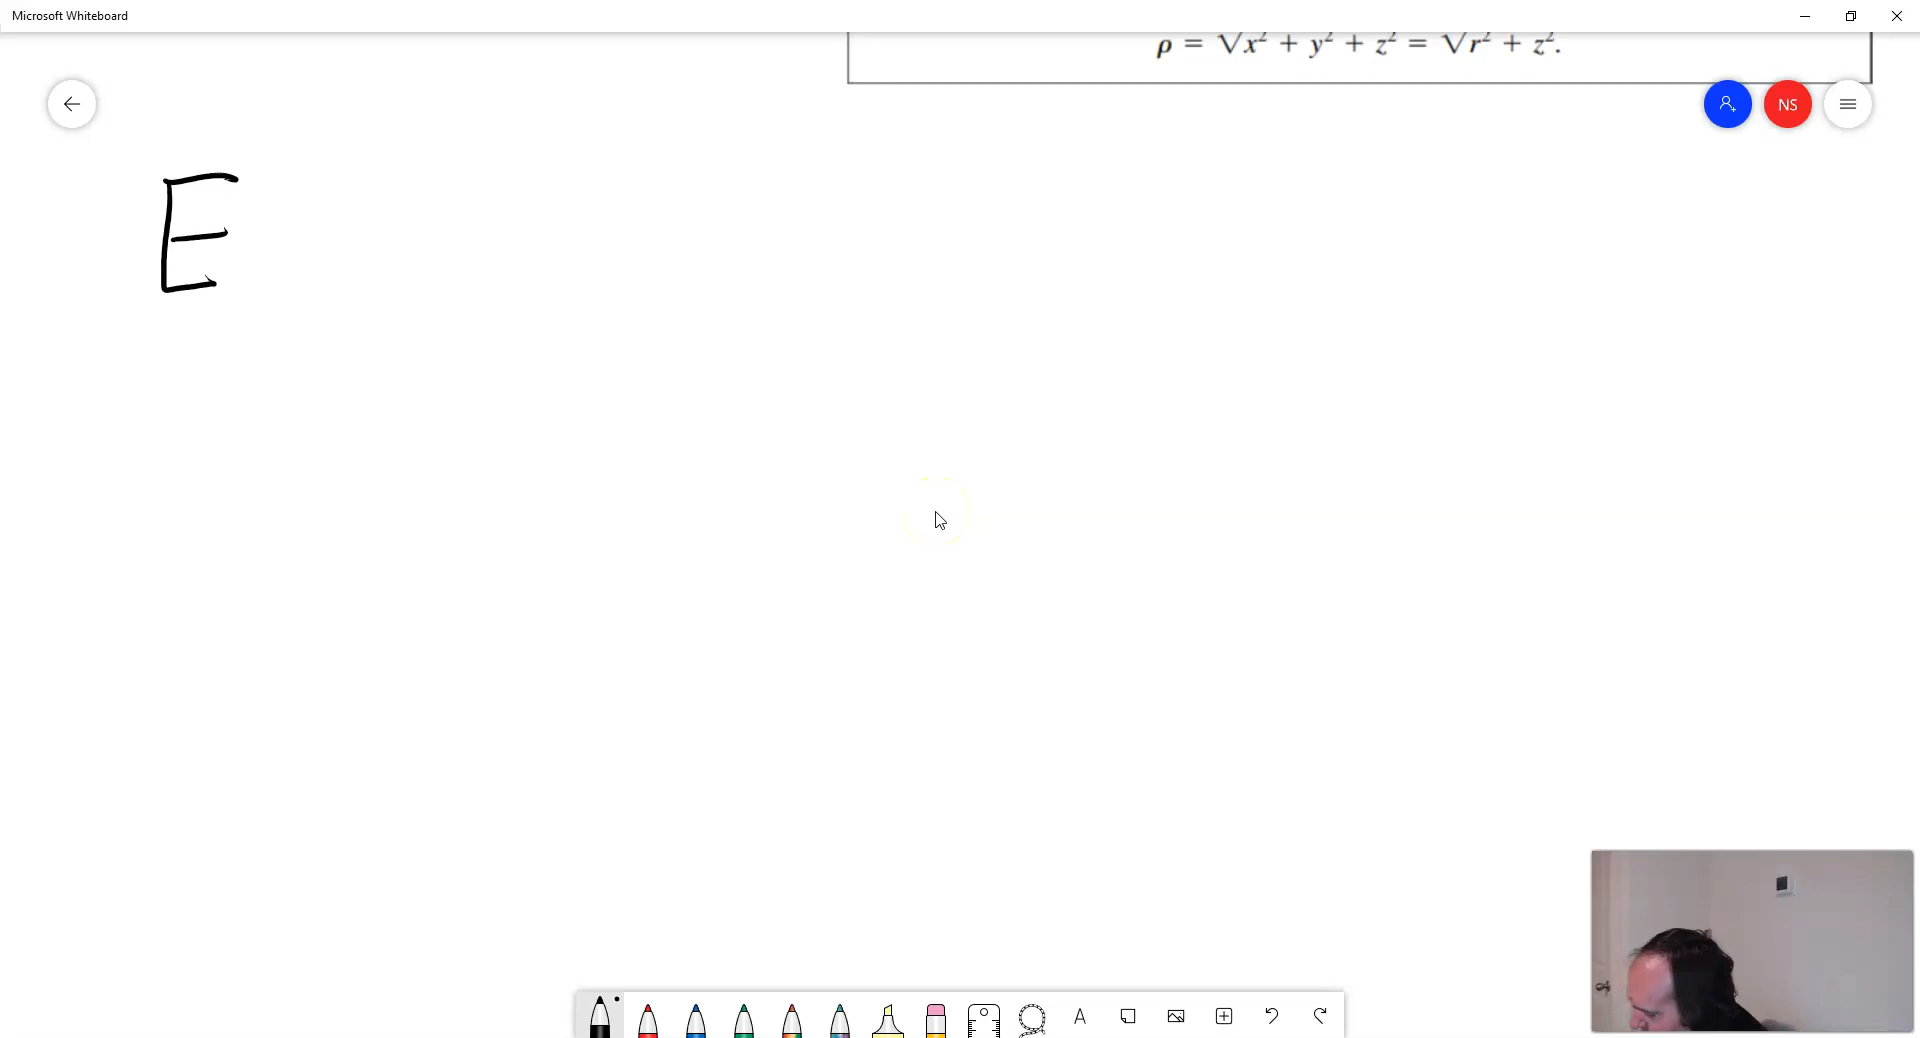 Microsoft Whiteboard
ρ = √x² + y² + z² = √r² + z².
NS
E
A